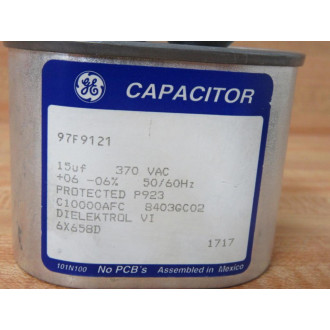 GE CAPACITOR
97F9121
15uf 370 VAC
+06 -06% 50/60Hz
PROTECTED P923
C10000AFC 8403GC02
DIELEKTROL VI
6X658D
1717
101N100 No PCB's Assembled in Mexico